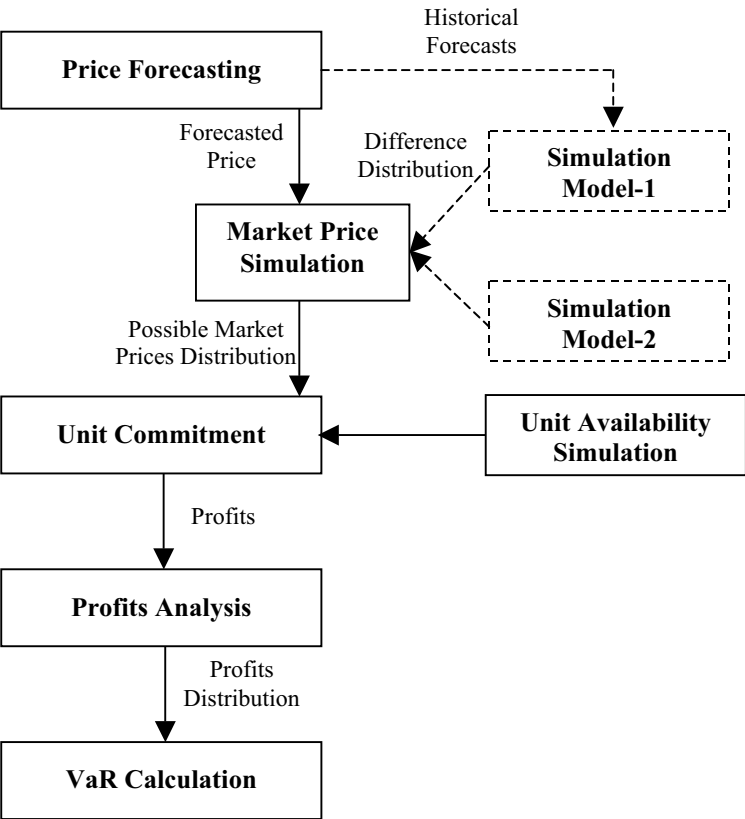 Historical
Forecasts
Price Forecasting
Forecasted
Price
Difference
Distribution
Simulation
Model-1
Market Price
Simulation
Simulation
Model-2
Possible Market
Prices Distribution
Unit Commitment
Unit Availability
Simulation
Profits
Profits Analysis
Profits
Distribution
VaR Calculation